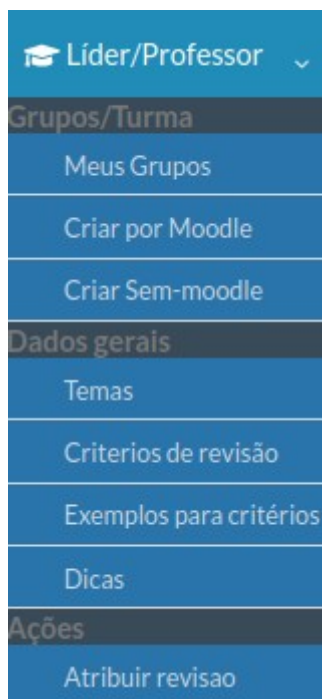 Líder/Professor
Grupos/Turma
Meus Grupos
Criar por Moodle
Criar Sem-moodle
Dados gerais
Temas
Criterios de revisão
Exemplos para critérios
Dicas
Ações
Atribuir revisao